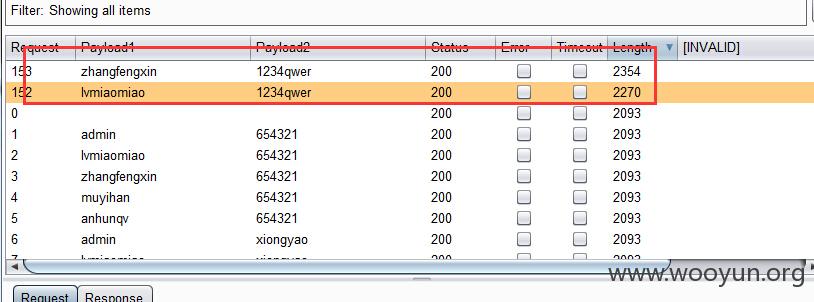 Filter: Showing all items
Request Payload1 Payload2 Status Error Timeout Length [INVALID]
153 zhangfengxin 1234qwer 200 2354
152 lvmiaomiao 1234qwer 200 2270
0 200 2093
1 admin 654321 200 2093
2 lvmiaomiao 654321 200 2093
3 zhangfengxin 654321 200 2093
4 muyihan 654321 200 2093
5 anhunqv 654321 200 2093
6 admin xiongyao 200 2093
www.wooyun.org
Request Response